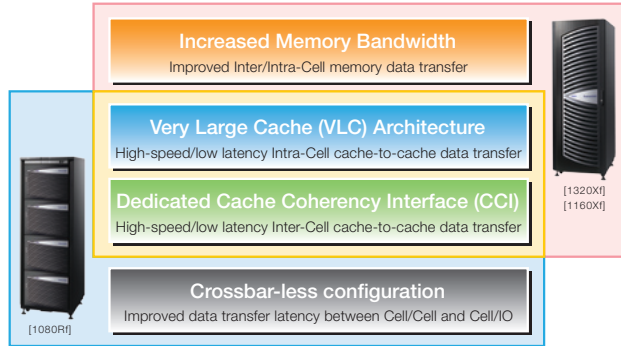 Increased Memory Bandwidth
Improved Inter/Intra-Cell memory data transfer
Very Large Cache (VLC) Architecture
High-speed/low latency Intra-Cell cache-to-cache data transfer
Dedicated Cache Coherency Interface (CCI)
High-speed/low latency Inter-Cell cache-to-cache data transfer
[1320Xf]
[1160Xf]
Crossbar-less configuration
Improved data transfer latency between Cell/Cell and Cell/IO
[1080Rf]